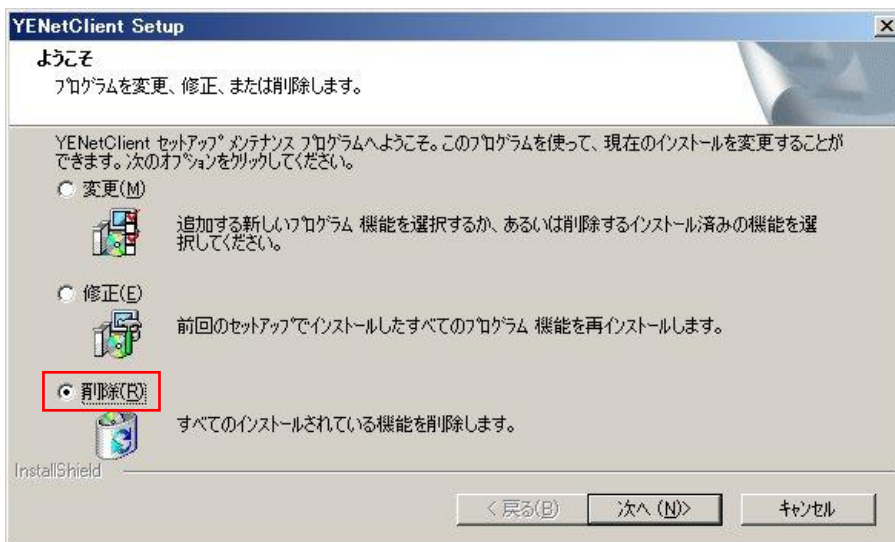 YENetClient Setup
ようこそ
プログラムを変更、修正、または削除します。
YENetClient セットアップ メンテナンス プログラムへようこそ。このプログラムを使って、現在のインストールを変更することが
できます。次のオプションをクリックしてください。
変更(M)
追加する新しいプログラム 機能を選択するか、あるいは削除するインストール済みの機能を選
択してください。
修正(E)
前回のセットアップでインストールしたすべてのプログラム 機能を再インストールします。
削除(R)
すべてのインストールされている機能を削除します。
InstallShield
< 戻る(B)
次へ (N)>
キャンセル